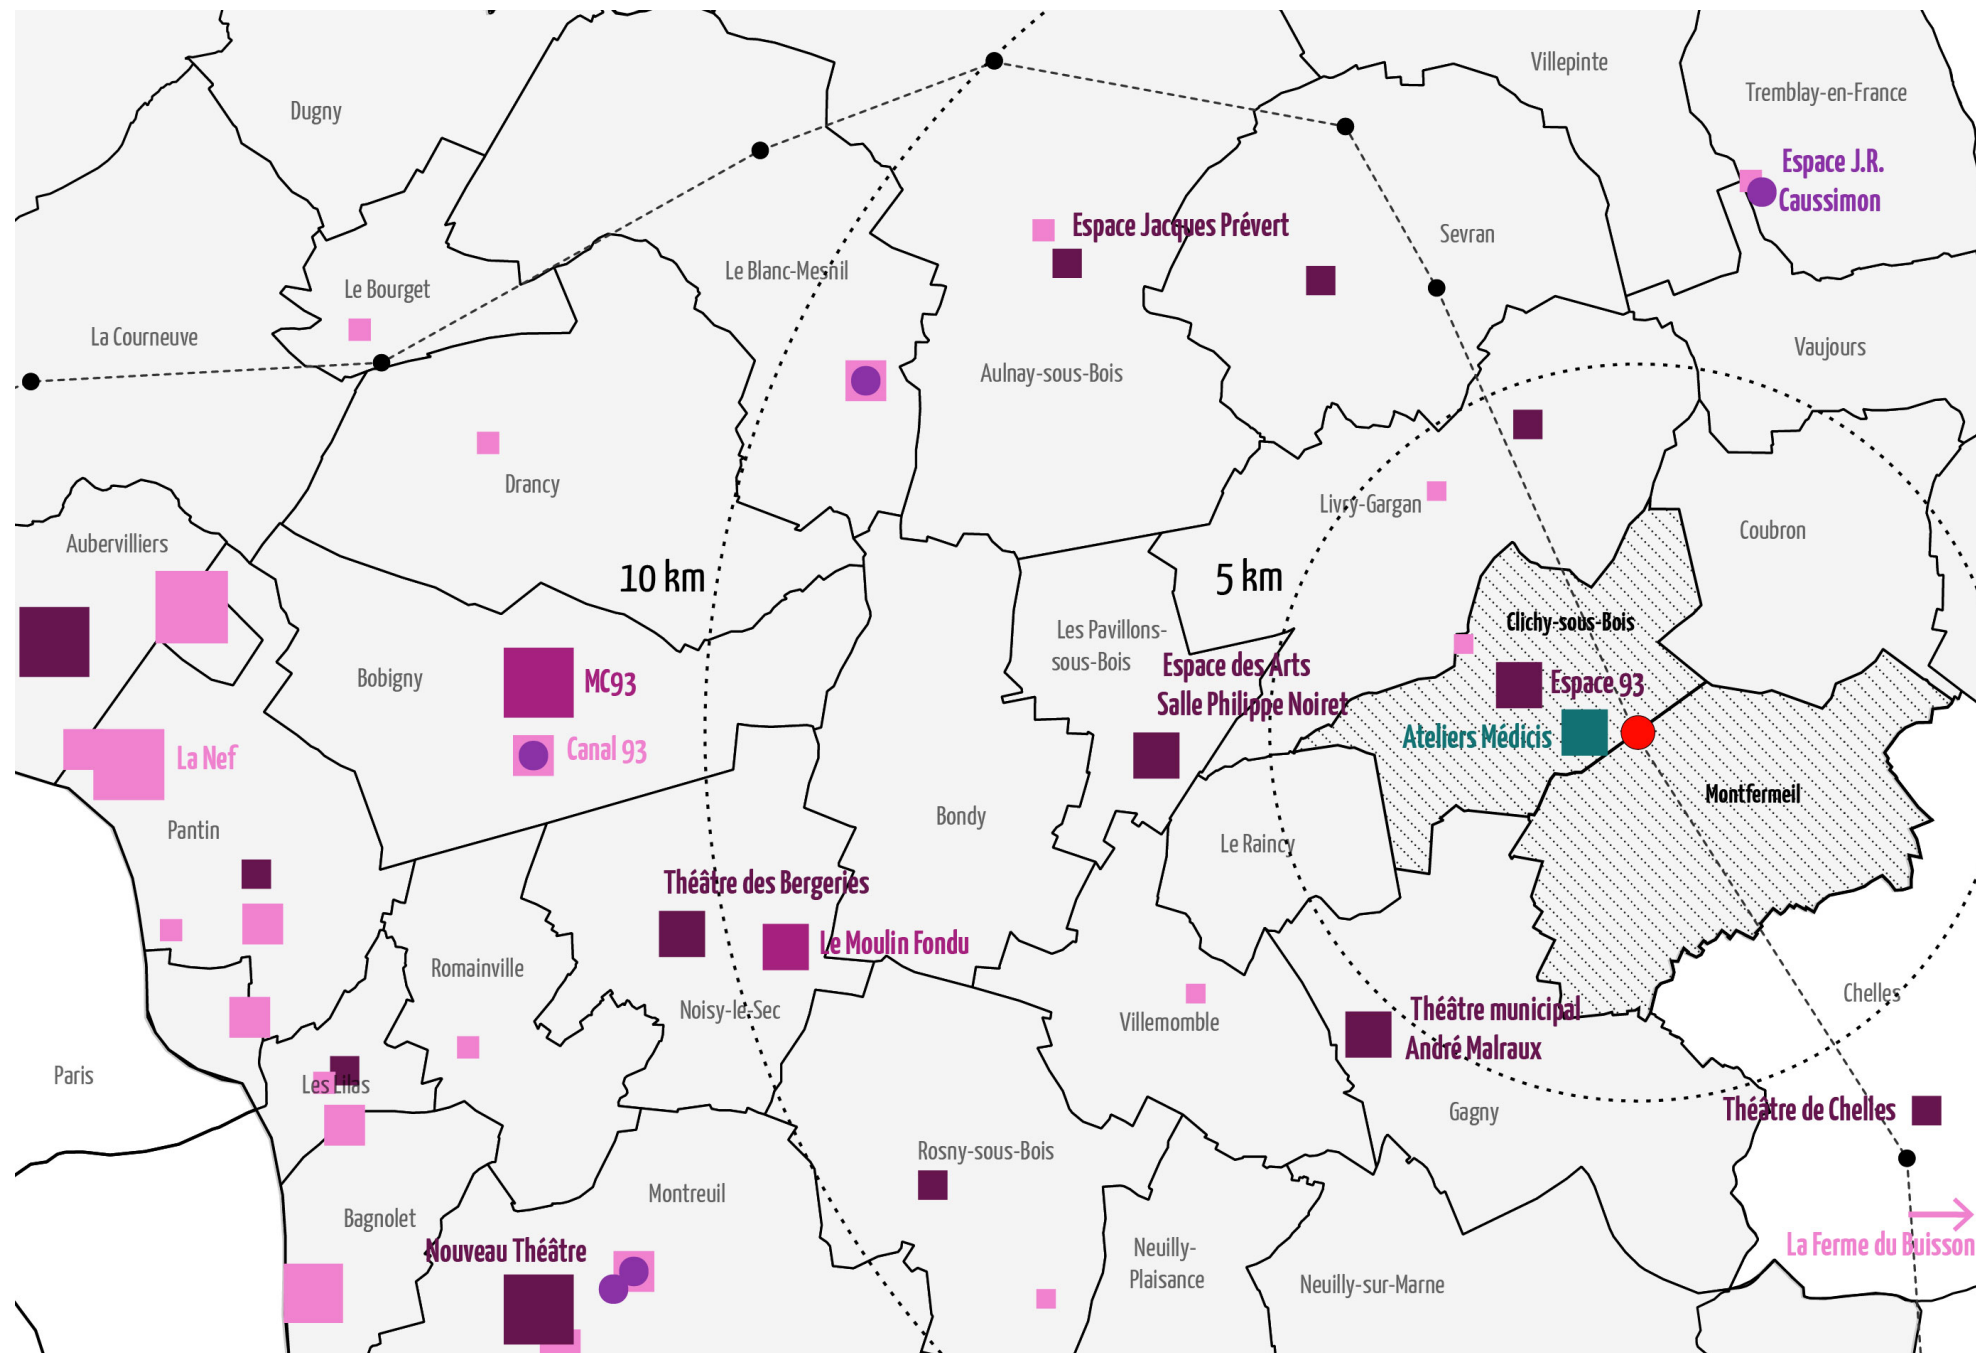 Villepinte
Tremblay-en-France
Dugny
Espace J.R.
Caussimon
Espace Jacques Prévert
Sevran
Le Blanc-Mesnil
Le Bourget
La Courneuve
Vaujours
Aulnay-sous-Bois
Drancy
Livry-Gargan
Coubron
Aubervilliers
10 km
5 km
Clichy-sous-Bois
Les Pavillons-
sous-Bois
Espace des Arts
Salle Philippe Noiret
Bobigny
MC93
Espace 93
Ateliers Médicis
Canal 93
La Nef
Montfermeil
Pantin
Bondy
Le Raincy
Théâtre des Bergeries
Le Moulin Fondu
Romainville
Noisy-le-Sec
Villemomble
Chelles
Théâtre municipal
André Malraux
Paris
Les Lilas
Gagny
Théâtre de Chelles
Rosny-sous-Bois
Montreuil
Bagnolet
Nouveau Théâtre
Neuilly-
Plaisance
Neuilly-sur-Marne
La Ferme du Buisson